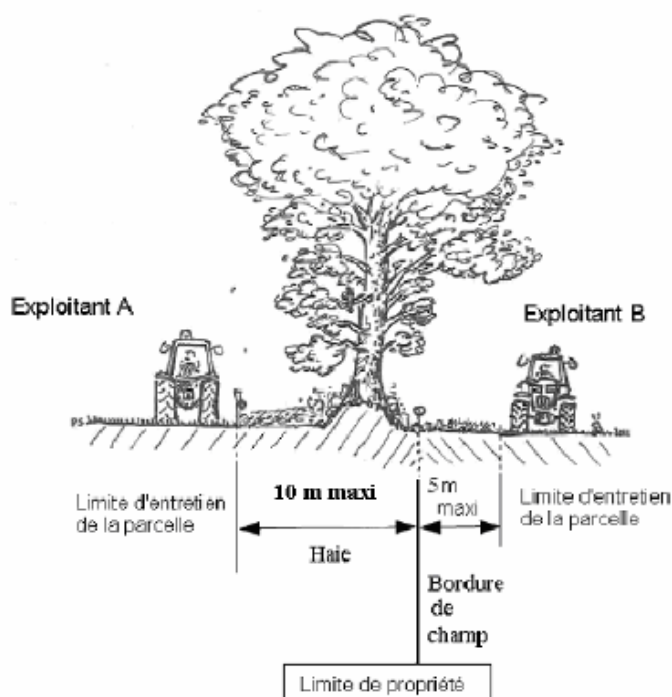 Exploitant A
Exploitant B
Limite d'entretien
de la parcelle
10 m maxi
Haie
5 m
maxi
Limite d'entretien
de la parcelle
Bordure
de
champ
Limite de propriété